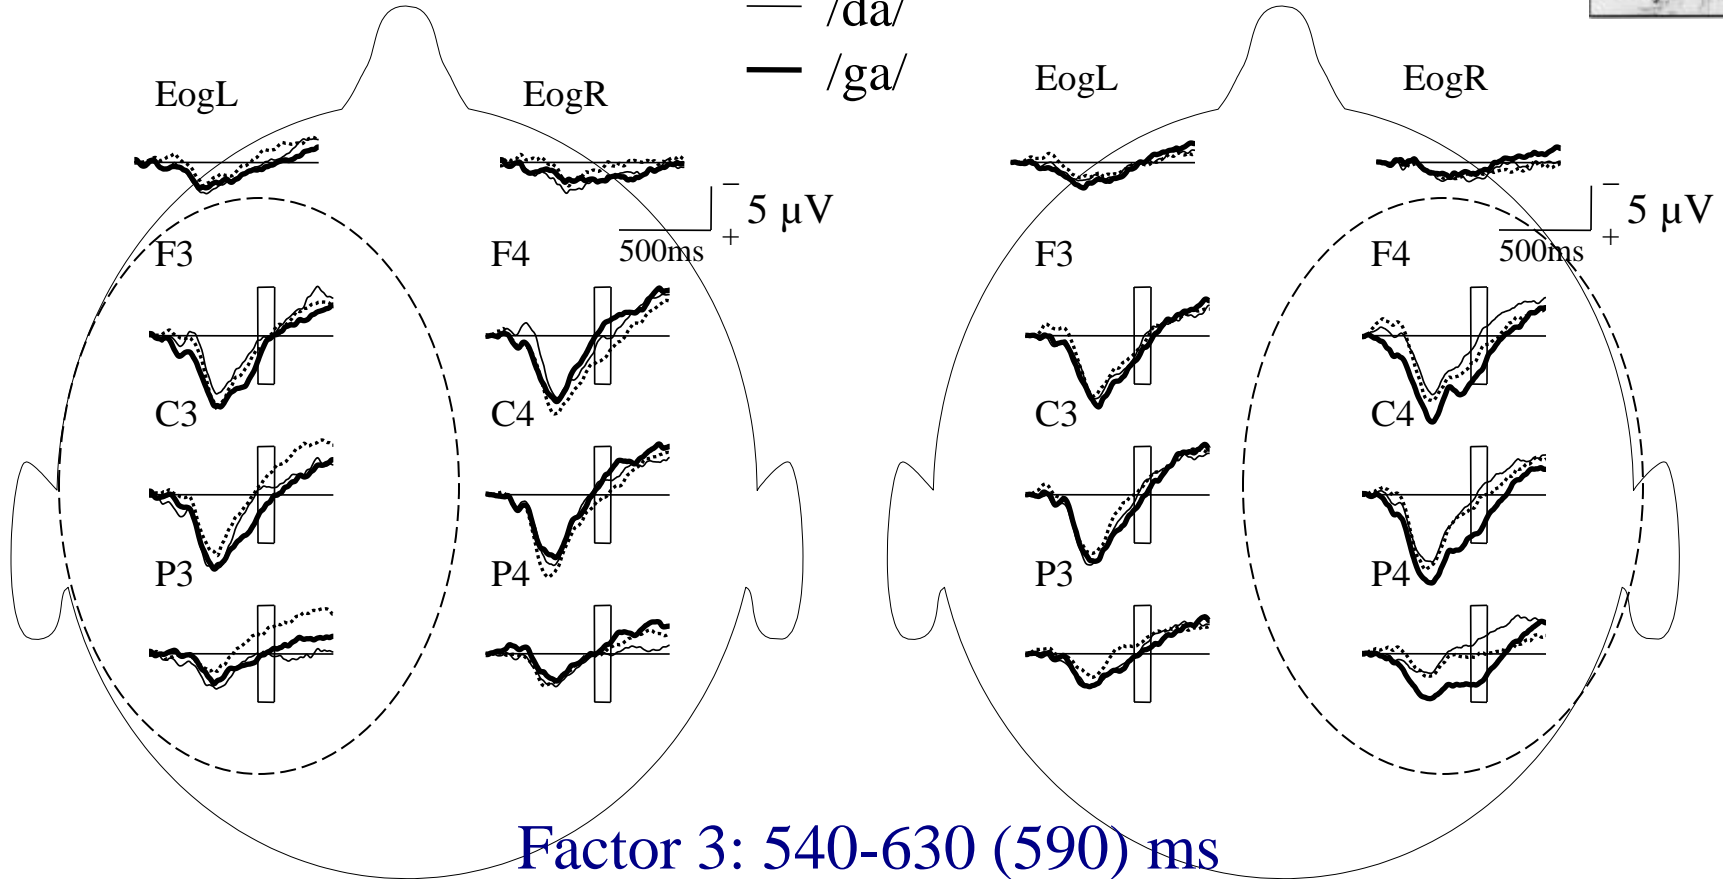 /da/
/ga/
EogL EogR EogL EogR
− 5 μV − 5 μV
+ +
500ms 500ms
F3 F4 F3 F4
C3 C4 C3 C4
P3 P4 P3 P4
Factor 3: 540-630 (590) ms